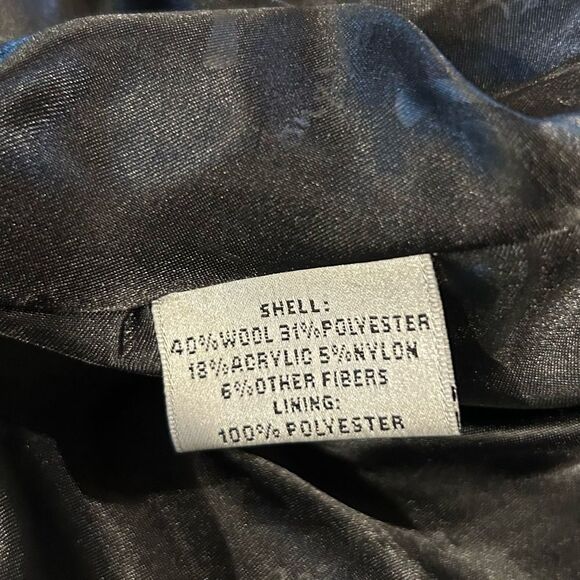 SHELL:
40%WOOL 31%POLYESTER
18%ACRYLIC 5%NYLON
6%OTHER FIBERS
LINING:
100% POLYESTER